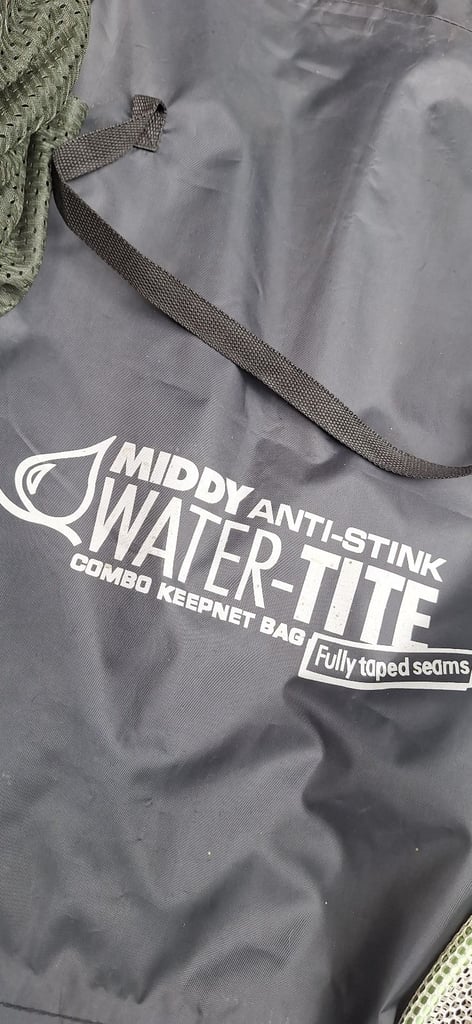 MIDDY ANTI-STINK
WATER-TITE
COMBO KEEPNET BAG
Fully taped seams